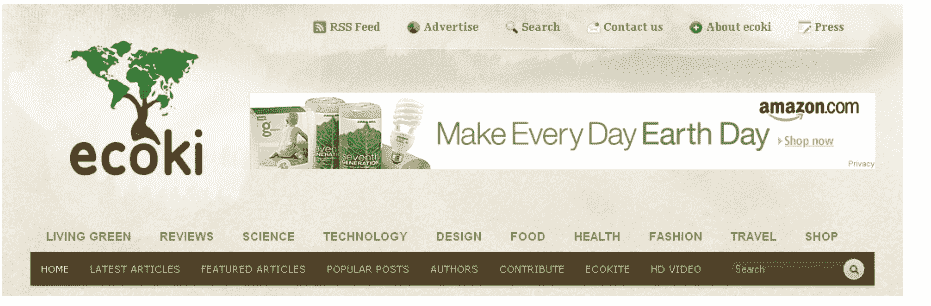 RSS Feed Advertise Search Contact us About ecoki Press
ecoki
g
seventh
GENERATION
amazon.com
Make Every Day Earth Day
Shop now
Privacy
LIVING GREEN REVIEWS SCIENCE TECHNOLOGY DESIGN FOOD HEALTH FASHION TRAVEL SHOP
HOME LATEST ARTICLES FEATURED ARTICLES POPULAR POSTS AUTHORS CONTRIBUTE ECOKITE HD VIDEO Search